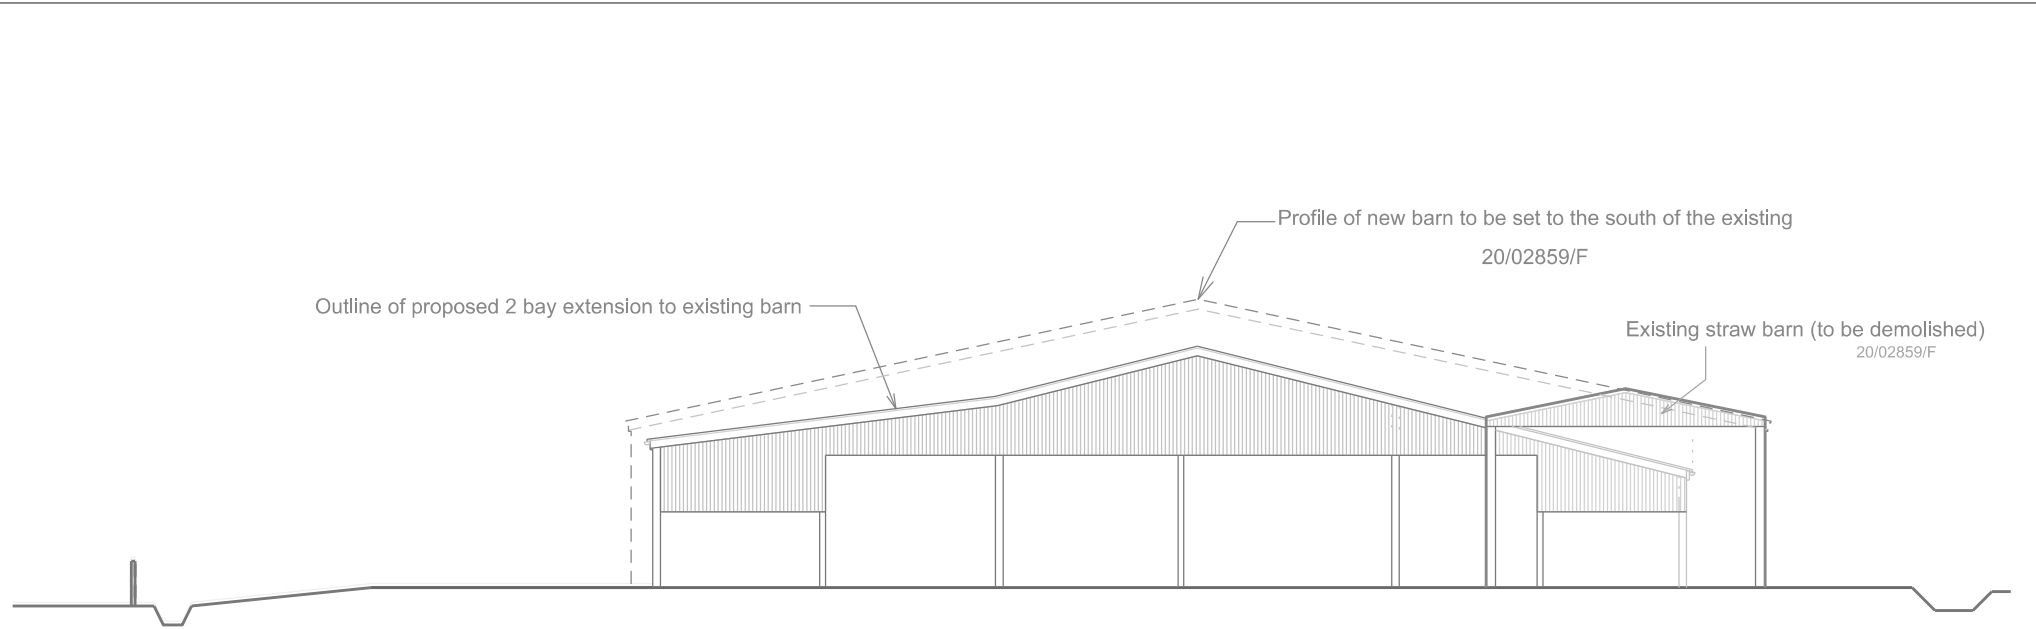 Profile of new barn to be set to the south of the existing
20/02859/F
Outline of proposed 2 bay extension to existing barn
Existing straw barn (to be demolished)
20/02859/F